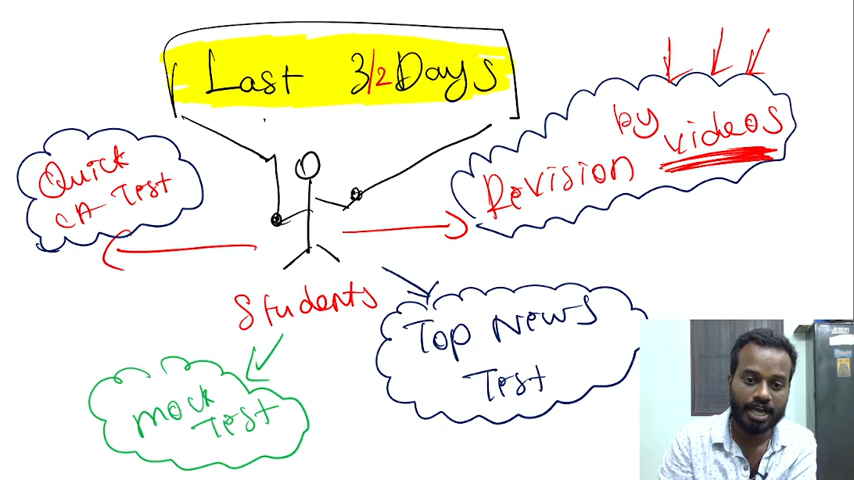 Last 3/2 Days
Quick
CA Test
Revision by videos
Students
Top News
Test
mock
Test